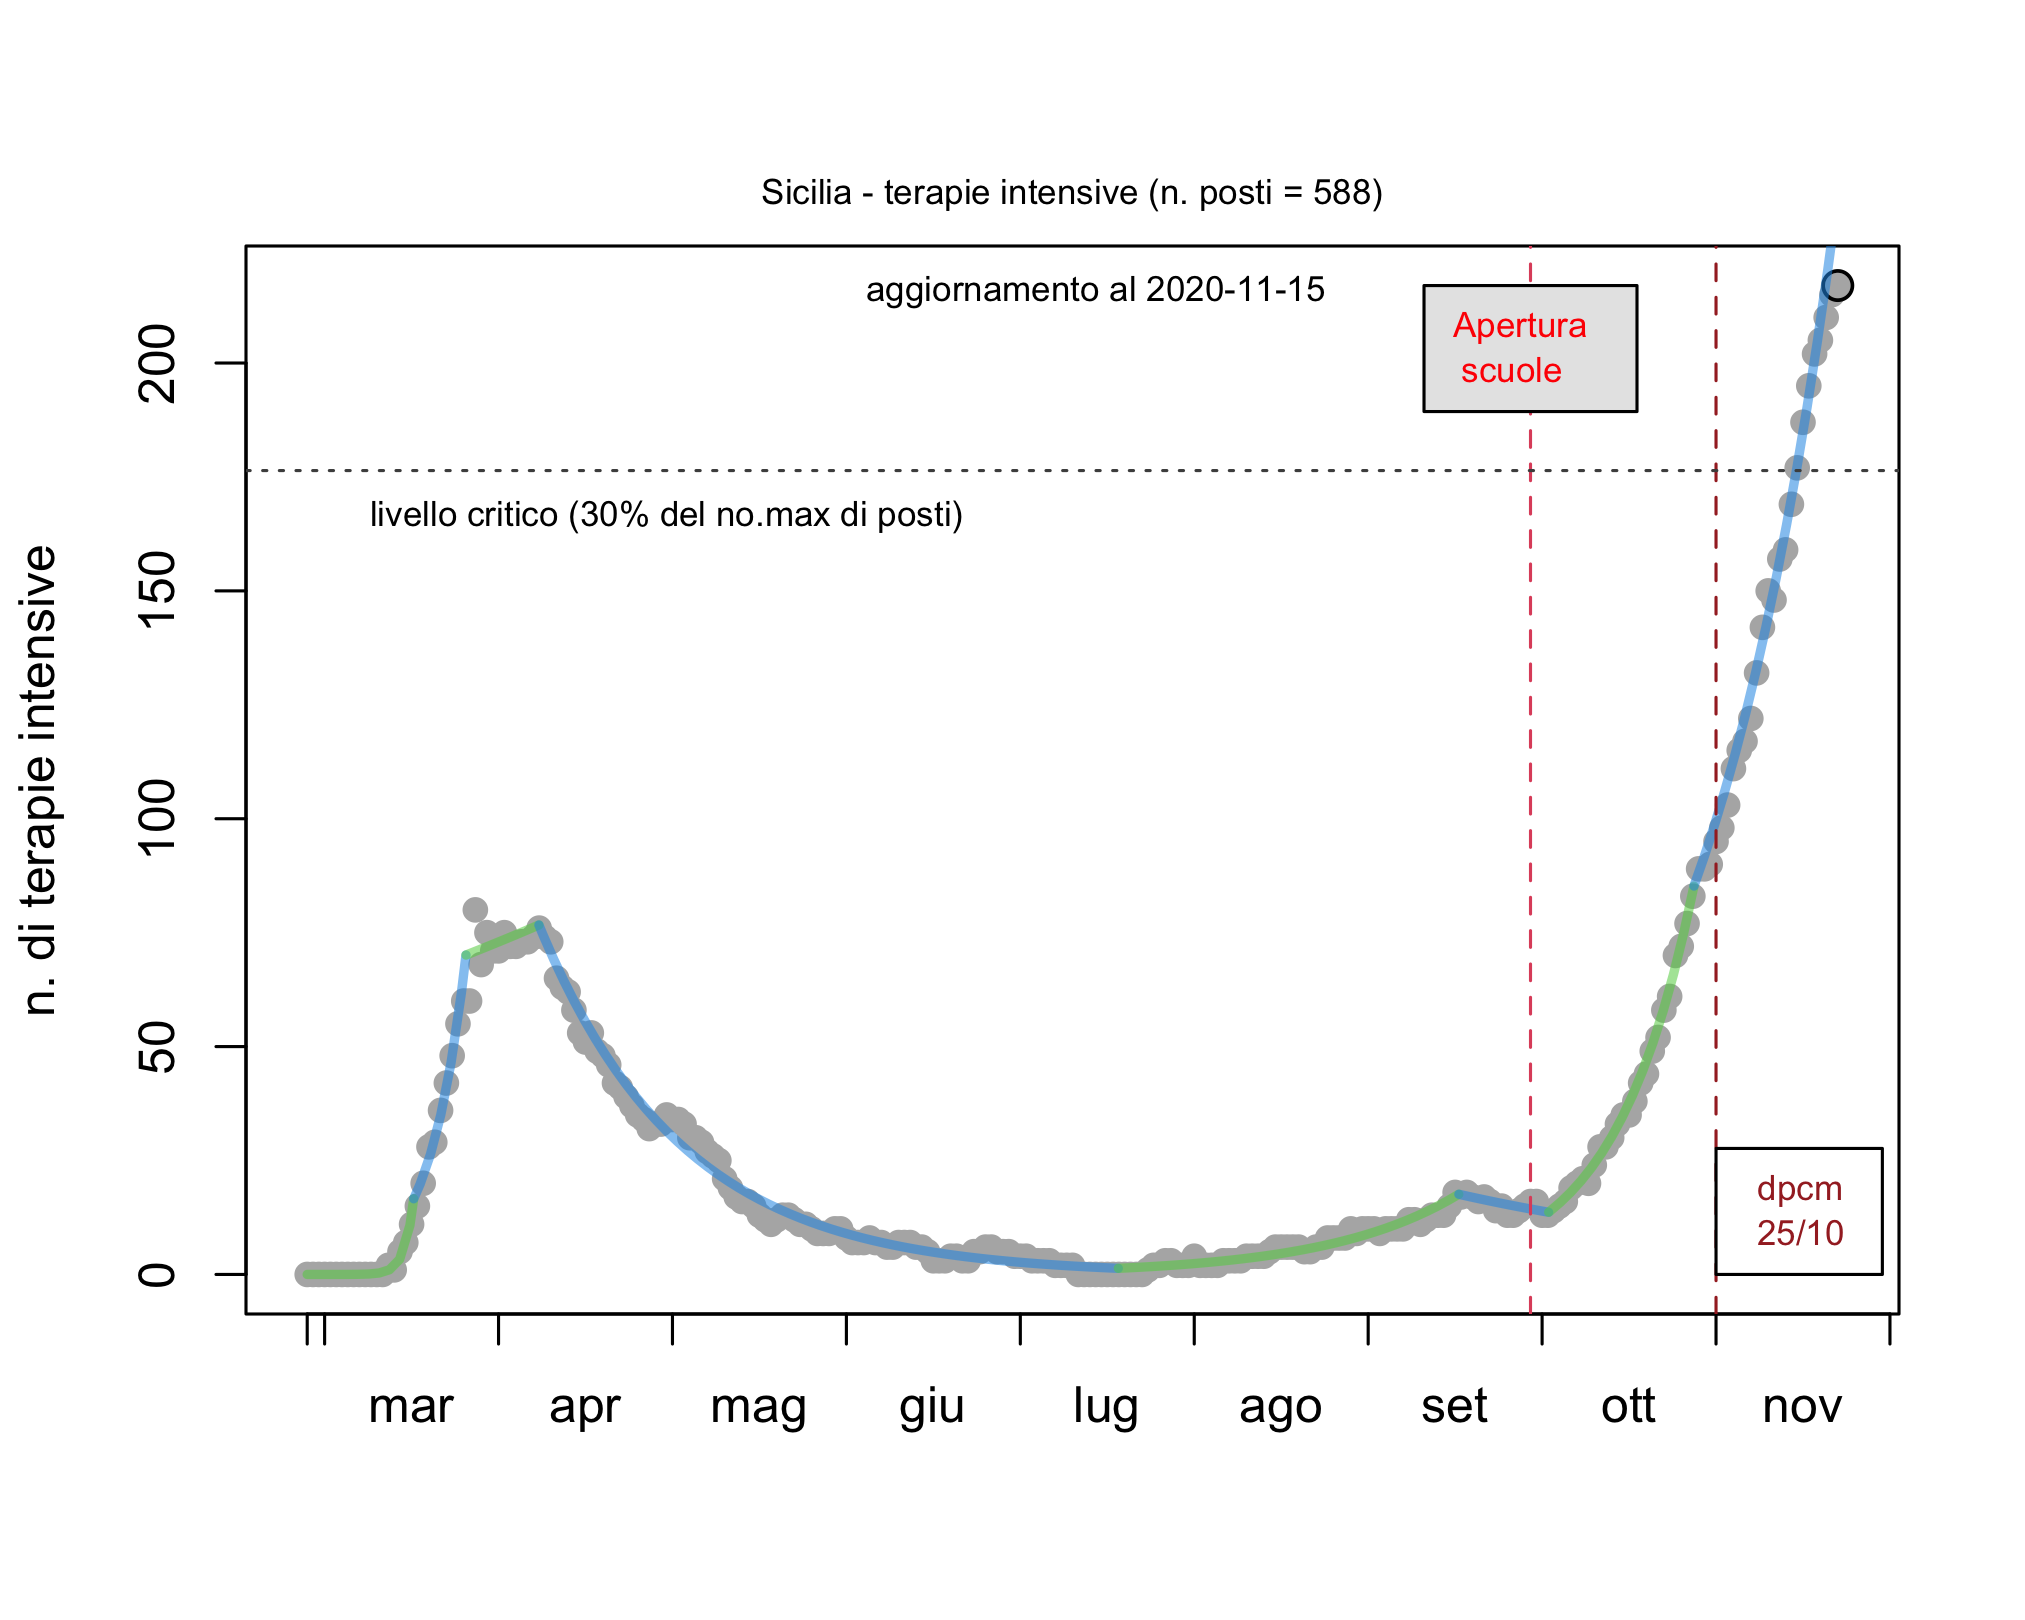 Sicilia - terapie intensive (n. posti = 588)
aggiornamento al 2020-11-15
Apertura
scuole
livello critico (30% del no.max di posti)
n. di terapie intensive
200
150
100
50
0
dpcm
25/10
mar apr mag giu lug ago set ott nov